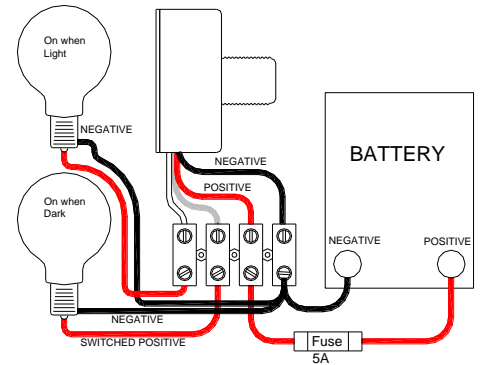 On when
Light
NEGATIVE
NEGATIVE
POSITIVE
BATTERY
On when
Dark
NEGATIVE
POSITIVE
NEGATIVE
SWITCHED POSITIVE
Fuse
5A